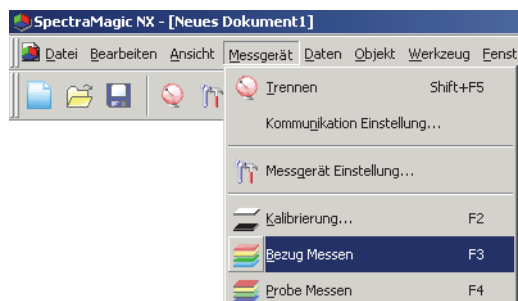 SpectraMagic NX - [Neues Dokument1]
Datei Bearbeiten Ansicht Messgerät Daten Objekt Werkzeug Fenst
Trennen Shift+F5
Kommunikation Einstellung...
Messgerät Einstellung...
Kalibrierung... F2
Bezug Messen F3
Probe Messen F4